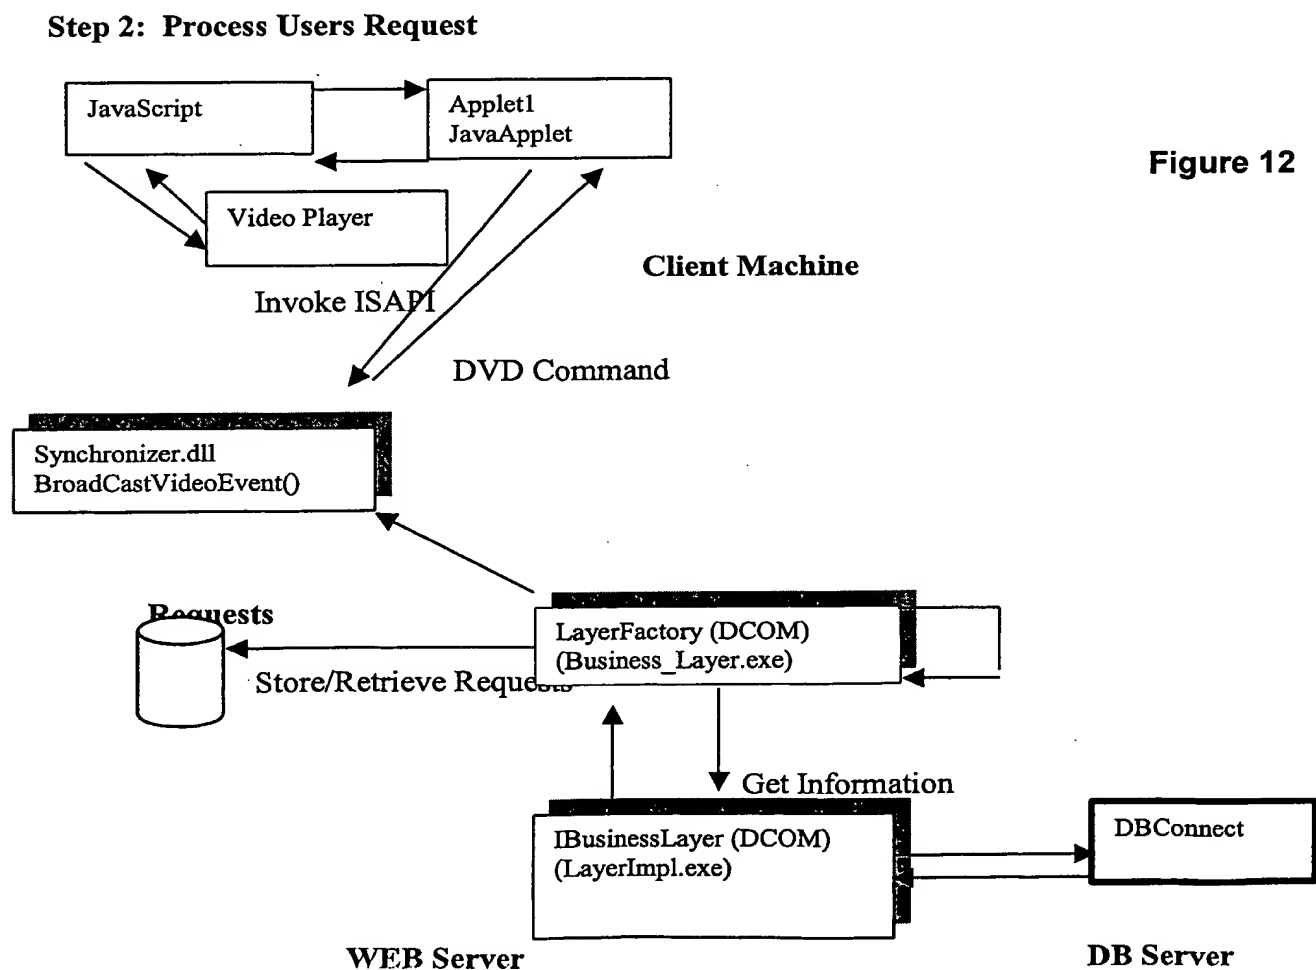 Step 2: Process Users Request
JavaScript
Applet1
JavaApplet
Figure 12
Video Player
Client Machine
Invoke ISAPI
DVD Command
Synchronizer.dll
BroadCastVideoEvent()
Requests
LayerFactory (DCOM)
(Business_Layer.exe)
Store/Retrieve Requests
Get Information
IBusinessLayer (DCOM)
(LayerImpl.exe)
DBConnect
WEB Server
DB Server